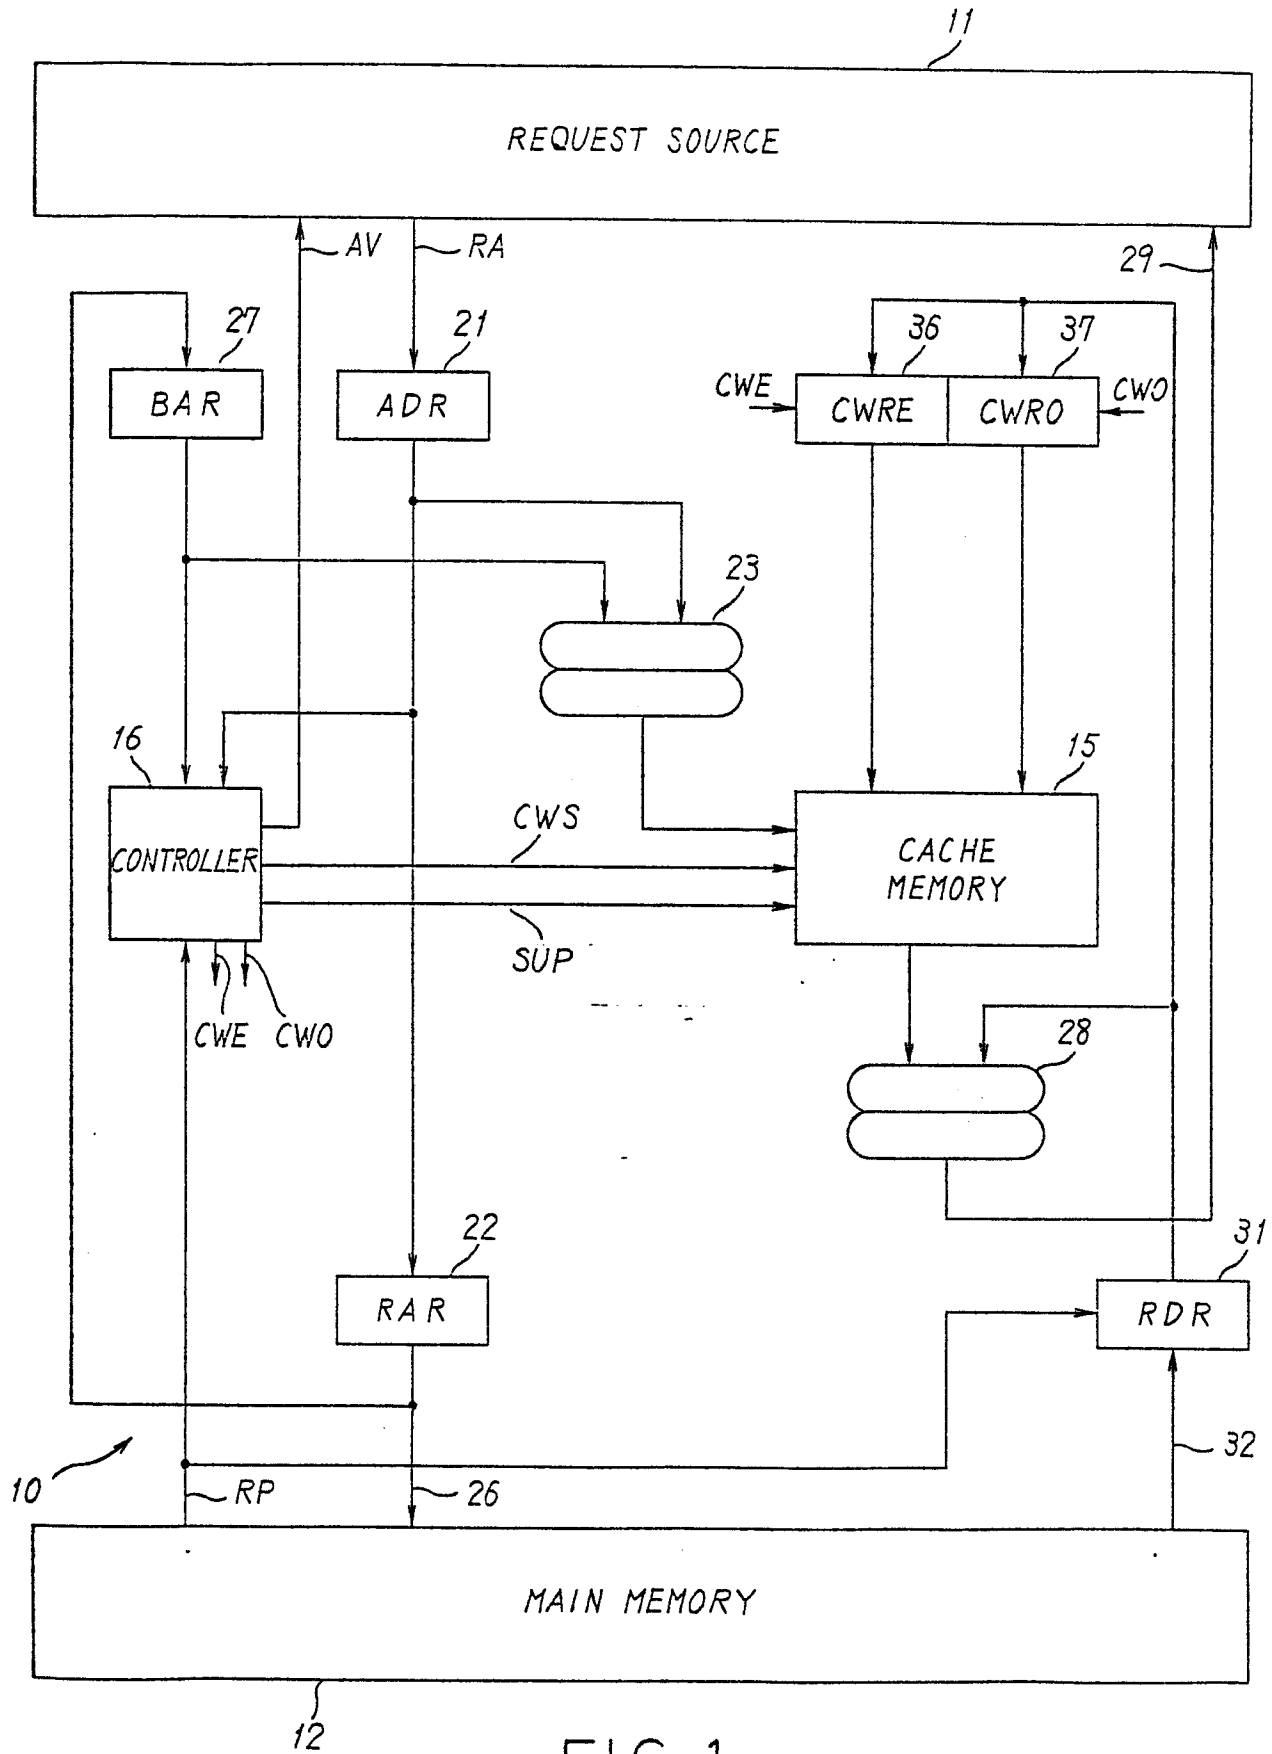 11
REQUEST SOURCE
AV
RA
29
27
21
36
37
BAR
ADR
CWE
CWRE
CWRO
CWO
23
16
15
CONTROLLER
CWS
CACHE
MEMORY
SUP
CWE
CWO
28
22
31
RAR
RDR
10
RP
26
32
MAIN MEMORY
12
FIG. 1